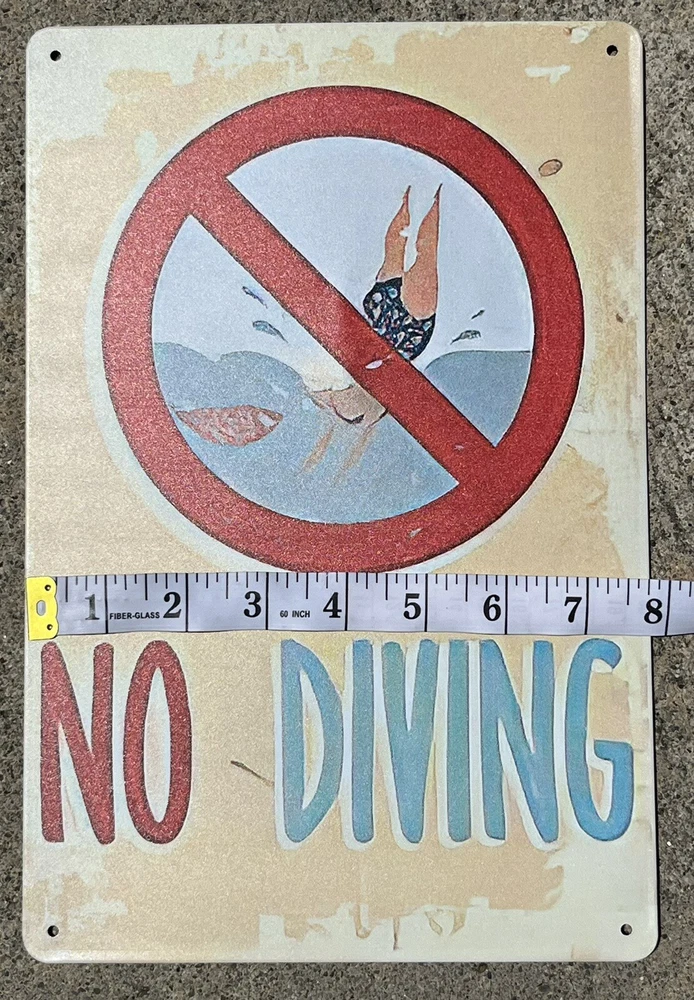 1 FIBER-GLASS 2 3 60 INCH 4 5 6 7 8
NO DIVING